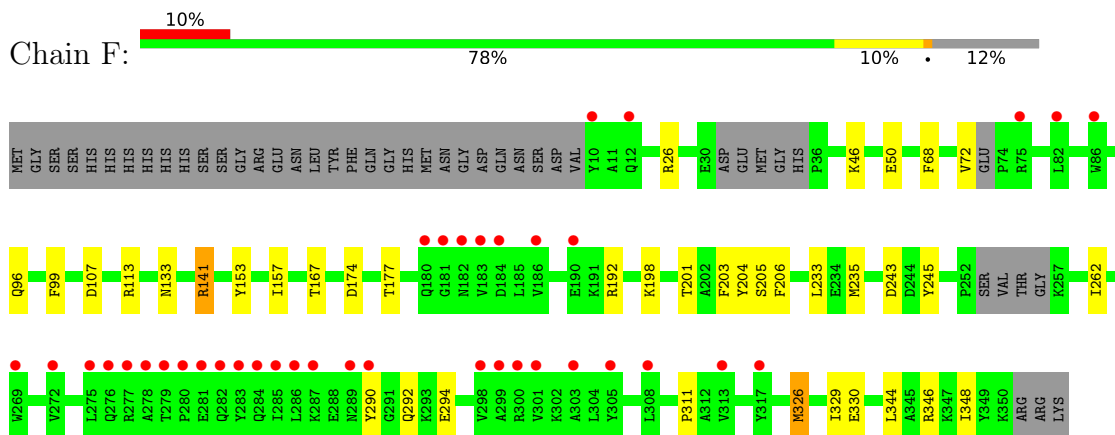 10%
Chain F:
78% 10% • 12%
MET GLY SER SER HIS HIS HIS HIS HIS HIS SER SER GLY ARG GLU ASN LEU TYR PHE GLN GLY HIS MET ASN GLY ASP GLN ASN SER ASP VAL Y10 A11 Q12 R26 E30 ASP GLU MET GLY HIS P36 K46 E50 F68 V72 GLU P74 R75 L82 W86
Q96 F99 D107 R113 N133 R141 Y153 I157 T167 D174 T177 Q180 G181 N182 V183 D184 L185 V186 E190 K191 R192 K198 T201 A202 F203 Y204 S205 F206 L233 E234 M235 D243 D244 Y245 P252 SER VAL THR GLY K257 I262
W269 V272 L275 Q276 R277 A278 T279 P280 E281 Q282 Y283 Q284 I285 L286 K287 E288 N289 Y290 G291 Q292 K293 E294 V298 A299 R300 V301 K302 A303 L304 Y305 L308 P311 A312 V313 Y317 M326 I329 E330 L344 A345 R346 K347 I348 Y349 K350 ARG ARG LYS